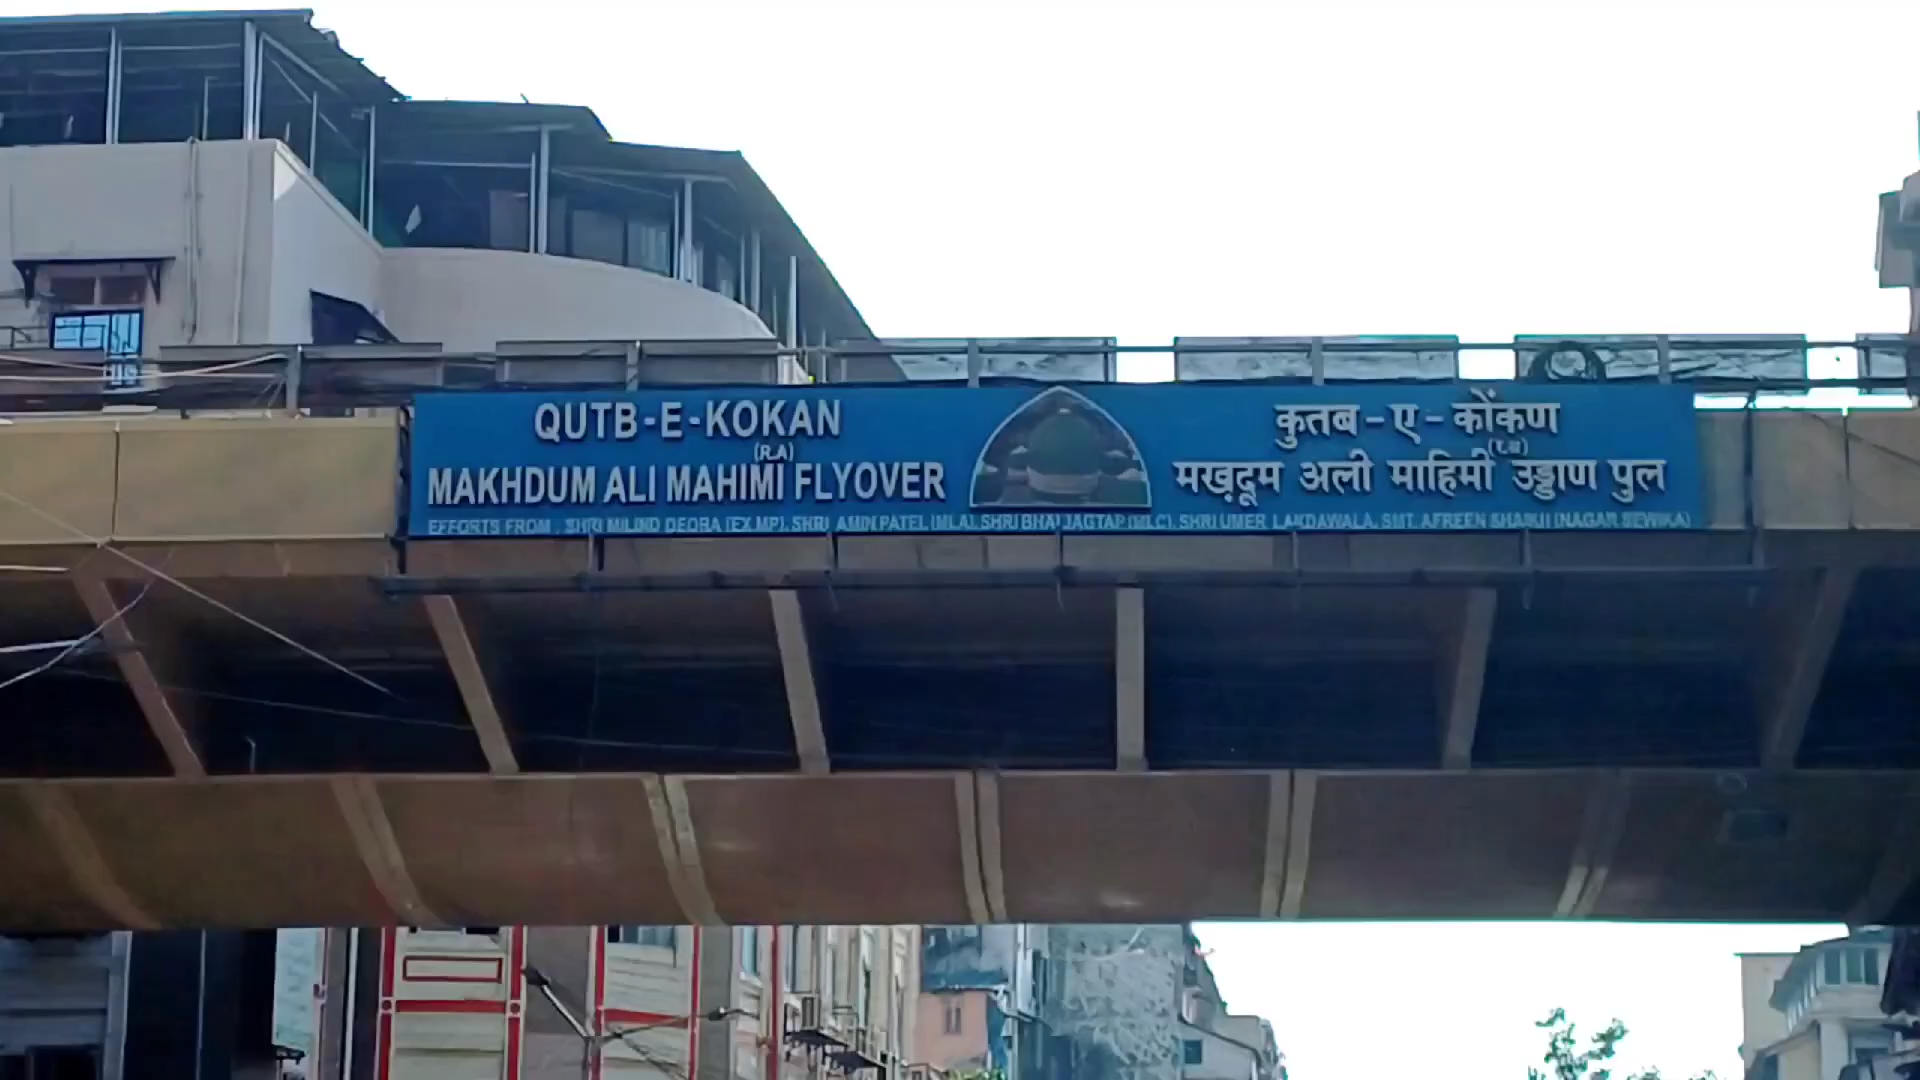 QUTB-E-KOKAN
(R.A)
MAKHDUM ALI MAHIMI FLYOVER
कुतब-ए-कोंकण
(र.अ)
मख़दूम अली माहिमी उड्डाण पुल
EFFORTS FROM : SHRI MILIND DEORA (EX.MP), SHRI. AMIN PATEL (MLA), SHRI BHAI JAGTAP (MLC), SHRI UMER LAKDAWALA, SMT. AFREEN SHAIKH (NAGAR SEWIKA)